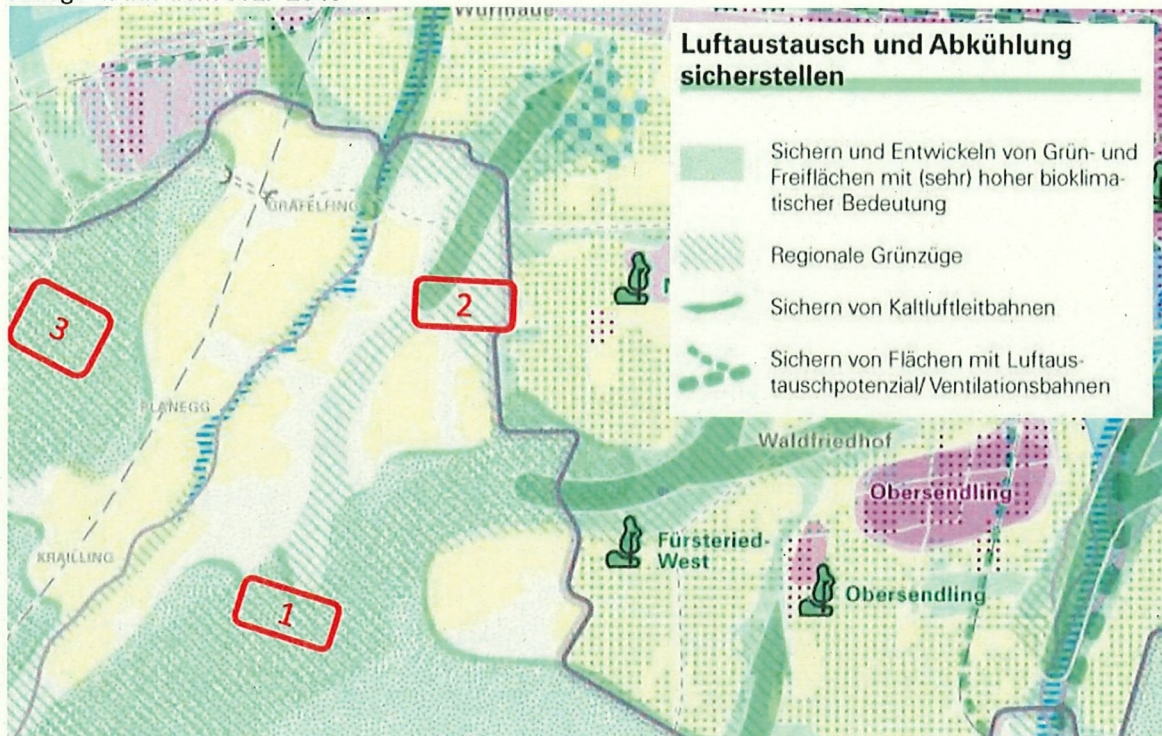 Luftaustausch und Abkühlung
sicherstellen
Sichern und Entwickeln von Grün- und
Freiflächen mit (sehr) hoher bioklima-
tischer Bedeutung
Regionale Grünzüge
Sichern von Kaltluftleitbahnen
Sichern von Flächen mit Luftaus-
tauschpotenzial/Ventilationsbahnen
GRÄFELFING
2
3
PLANEGG
Waldfriedhof
Obersendling
KRAILLING
Fürsteried-
West
1
Obersendling